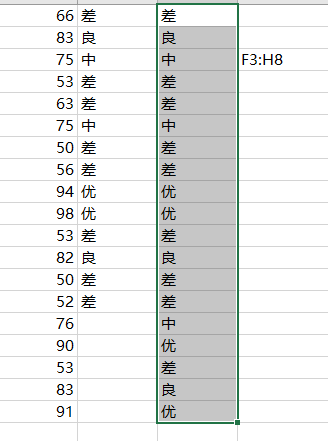 66 差 差
83 良 良
75 中 中 F3:H8
53 差 差
63 差 差
75 中 中
50 差 差
56 差 差
94 优 优
98 优 优
53 差 差
82 良 良
50 差 差
52 差 差
76 中
90 优
53 差
83 良
91 优